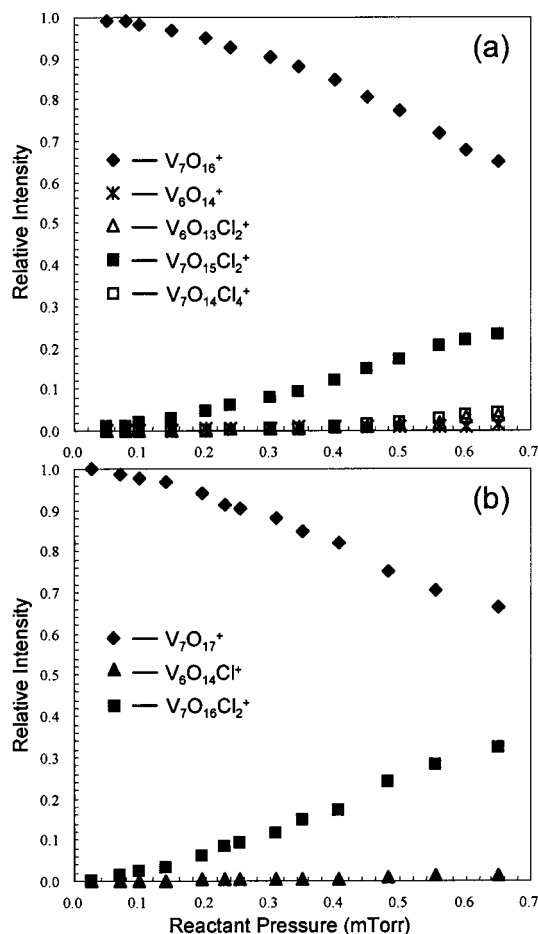 (a)
Relative Intensity
1.0
0.9
0.8
0.7
0.6
0.5
0.4
0.3
0.2
0.1
0.0
— V₇O₁₆⁺
— V₆O₁₄⁺
— V₆O₁₃Cl₂⁺
— V₇O₁₅Cl₂⁺
— V₇O₁₄Cl₄⁺
0.0 0.1 0.2 0.3 0.4 0.5 0.6 0.7
(b)
Relative Intensity
1.0
0.9
0.8
0.7
0.6
0.5
0.4
0.3
0.2
0.1
0.0
— V₇O₁₇⁺
— V₆O₁₄Cl⁺
— V₇O₁₆Cl₂⁺
0.0 0.1 0.2 0.3 0.4 0.5 0.6 0.7
Reactant Pressure (mTorr)